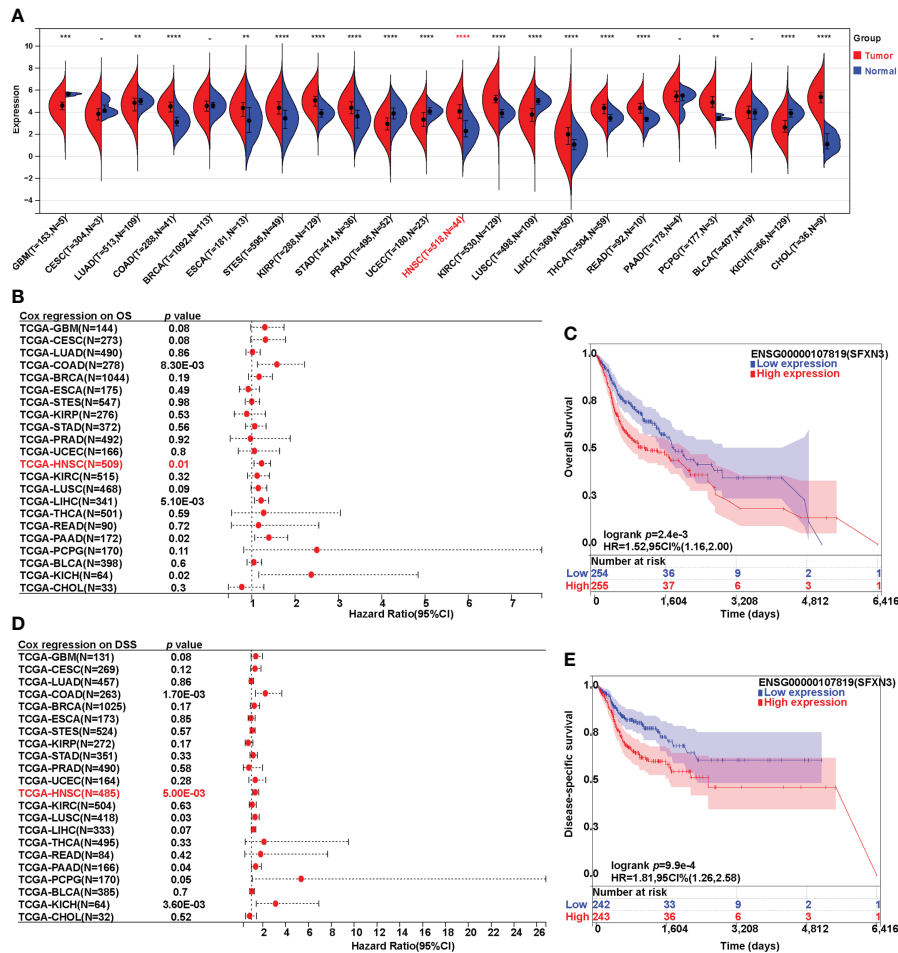 A
*** - ** **** - ** **** **** **** **** **** **** **** **** **** **** **** - ** - **** ****
Group
Tumor
Normal
Expression
10
8
6
4
2
0
−2
−4
GBM(T=153,N=5)
CESC(T=304,N=3)
LUAD(T=513,N=109)
COAD(T=288,N=41)
BRCA(T=1092,N=113)
ESCA(T=181,N=13)
STES(T=595,N=49)
KIRP(T=288,N=129)
STAD(T=414,N=36)
PRAD(T=495,N=52)
UCEC(T=180,N=23)
HNSC(T=518,N=44)
KIRC(T=530,N=129)
LUSC(T=498,N=109)
LIHC(T=369,N=50)
THCA(T=504,N=59)
READ(T=92,N=10)
PAAD(T=178,N=4)
PCPG(T=177,N=3)
BLCA(T=407,N=19)
KICH(T=66,N=129)
CHOL(T=36,N=9)
B
Cox regression on OS p value
TCGA-GBM(N=144) 0.08
TCGA-CESC(N=273) 0.08
TCGA-LUAD(N=490) 0.86
TCGA-COAD(N=278) 8.30E-03
TCGA-BRCA(N=1044) 0.19
TCGA-ESCA(N=175) 0.49
TCGA-STES(N=547) 0.98
TCGA-KIRP(N=276) 0.53
TCGA-STAD(N=372) 0.56
TCGA-PRAD(N=492) 0.92
TCGA-UCEC(N=166) 0.8
TCGA-HNSC(N=509) 0.01
TCGA-KIRC(N=515) 0.32
TCGA-LUSC(N=468) 0.09
TCGA-LIHC(N=341) 5.10E-03
TCGA-THCA(N=501) 0.59
TCGA-READ(N=90) 0.72
TCGA-PAAD(N=172) 0.02
TCGA-PCPG(N=170) 0.11
TCGA-BLCA(N=398) 0.6
TCGA-KICH(N=64) 0.02
TCGA-CHOL(N=33) 0.3
1 2 3 4 5 6 7
Hazard Ratio(95%CI)
C
ENSG00000107819(SFXN3)
Low expression
High expression
Overall Survival
1.0
0.8
0.5
0.3
0.0
logrank p=2.4e-3
HR=1.52,95CI%(1.16,2.00)
Number at risk
Low 254 36 9 2 1
High 255 37 6 3 1
0 1,604 3,208 4,812 6,416
Time (days)
D
Cox regression on DSS p value
TCGA-GBM(N=131) 0.08
TCGA-CESC(N=269) 0.12
TCGA-LUAD(N=457) 0.86
TCGA-COAD(N=263) 1.70E-03
TCGA-BRCA(N=1025) 0.17
TCGA-ESCA(N=173) 0.85
TCGA-STES(N=524) 0.57
TCGA-KIRP(N=272) 0.17
TCGA-STAD(N=351) 0.33
TCGA-PRAD(N=490) 0.58
TCGA-UCEC(N=164) 0.28
TCGA-HNSC(N=485) 5.00E-03
TCGA-KIRC(N=504) 0.63
TCGA-LUSC(N=418) 0.03
TCGA-LIHC(N=333) 0.07
TCGA-THCA(N=495) 0.33
TCGA-READ(N=84) 0.42
TCGA-PAAD(N=166) 0.04
TCGA-PCPG(N=170) 0.05
TCGA-BLCA(N=385) 0.7
TCGA-KICH(N=64) 3.60E-03
TCGA-CHOL(N=32) 0.52
2 4 6 8 10 12 14 16 18 20 22 24 26
Hazard Ratio(95%CI)
E
ENSG00000107819(SFXN3)
Low expression
High expression
Disease-specific survival
1.0
0.8
0.5
0.3
0.0
logrank p=9.9e-4
HR=1.81,95CI%(1.26,2.58)
Number at risk
Low 242 33 9 2 1
High 243 36 6 3 1
0 1,604 3,208 4,812 6,416
Time (days)